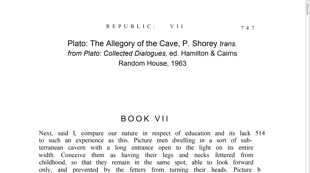 REPUBLIC: VII 747
Plato: The Allegory of the Cave, P. Shorey trans.
from Plato: Collected Dialogues, ed. Hamilton & Cairns
Random House, 1963
BOOK VII
Next, said I, compare our nature in respect of education and its lack 514
to such an experience as this. Picture men dwelling in a sort of sub-
terranean cavern with a long entrance open to the light on its entire
width. Conceive them as having their legs and necks fettered from
childhood, so that they remain in the same spot, able to look forward
only, and prevented by the fetters from turning their heads. Picture b